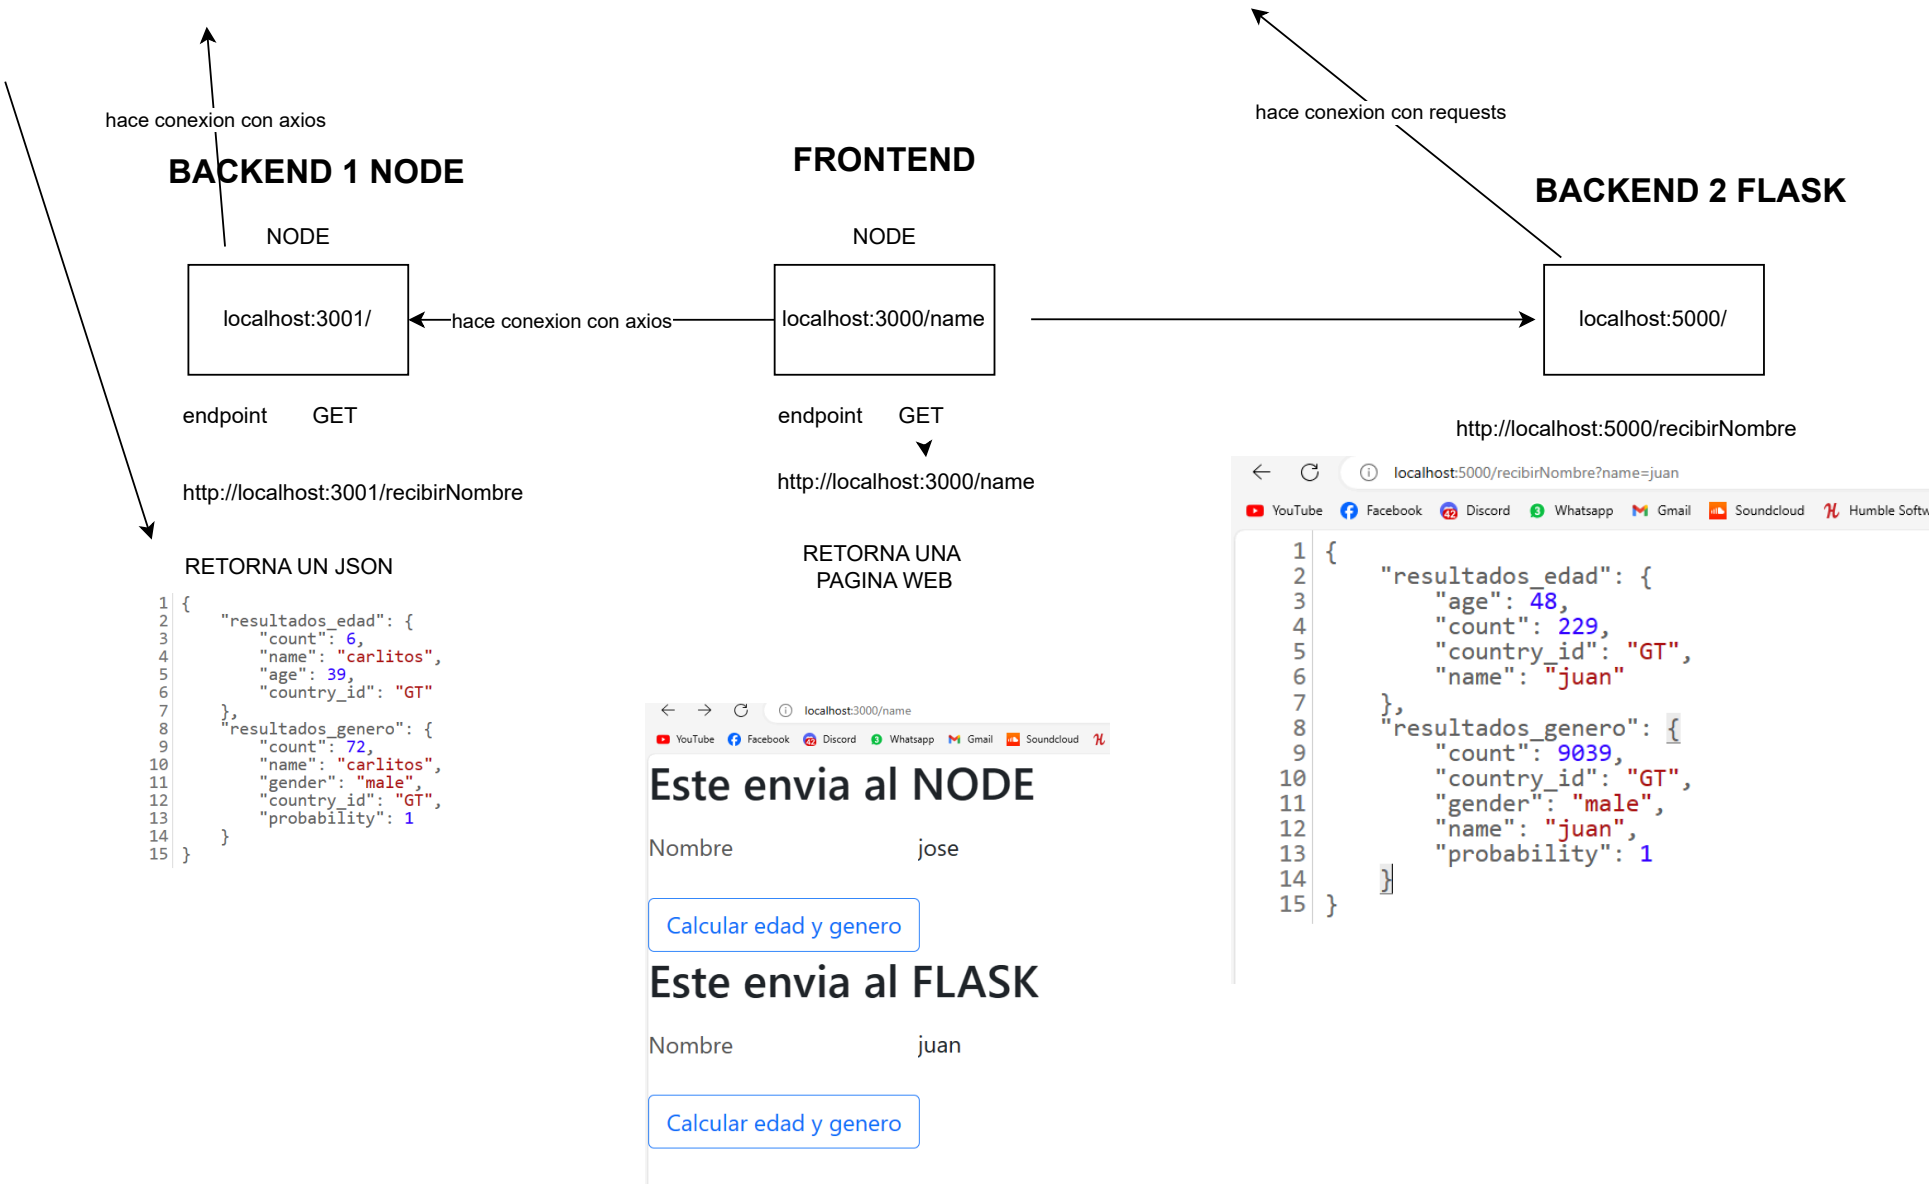 hace conexion con axios
hace conexion con requests
BACKEND 1 NODE
FRONTEND
BACKEND 2 FLASK
NODE
NODE
localhost:3001/
hace conexion con axios
localhost:3000/name
localhost:5000/
endpoint GET
endpoint GET
http://localhost:5000/recibirNombre
http://localhost:3001/recibirNombre
http://localhost:3000/name
RETORNA UN JSON
RETORNA UNA
PAGINA WEB
1 {
2 "resultados_edad": {
3 "count": 6,
4 "name": "carlitos",
5 "age": 39,
6 "country_id": "GT"
7 },
8 "resultados_genero": {
9 "count": 72,
10 "name": "carlitos",
11 "gender": "male",
12 "country_id": "GT",
13 "probability": 1
14 }
15 }
localhost:3000/name
YouTube Facebook 42 Discord 3 Whatsapp Gmail Soundcloud
Este envia al NODE
Nombre jose
Calcular edad y genero
Este envia al FLASK
Nombre juan
Calcular edad y genero
localhost:5000/recibirNombre?name=juan
YouTube Facebook 42 Discord 3 Whatsapp Gmail Soundcloud Humble Softw
1 {
2 "resultados_edad": {
3 "age": 48,
4 "count": 229,
5 "country_id": "GT",
6 "name": "juan"
7 },
8 "resultados_genero": {
9 "count": 9039,
10 "country_id": "GT",
11 "gender": "male",
12 "name": "juan",
13 "probability": 1
14 }
15 }